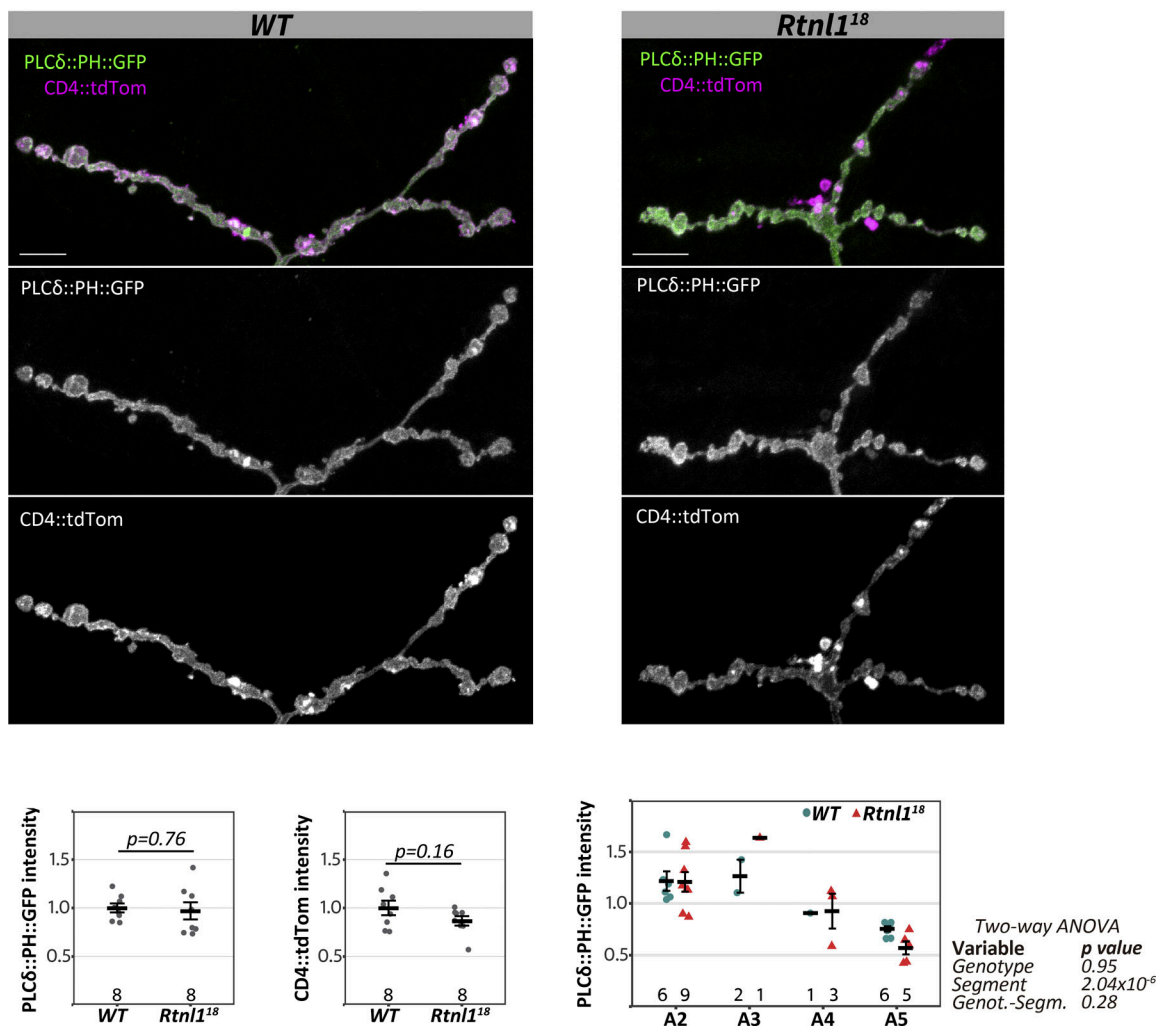 WT
Rtnl1¹⁸
PLCδ::PH::GFP
CD4::tdTom
PLCδ::PH::GFP
CD4::tdTom
PLCδ::PH::GFP
PLCδ::PH::GFP
CD4::tdTom
CD4::tdTom
PLCδ::PH::GFP intensity
1.5
1.0
0.5
p=0.76
8 8
WT Rtnl1¹⁸
CD4::tdTom intensity
1.5
1.0
0.5
p=0.16
8 8
WT Rtnl1¹⁸
PLCδ::PH::GFP intensity
1.5
1.0
0.5
WT Rtnl1¹⁸
6 9 2 1 1 3 6 5
A2 A3 A4 A5
Two-way ANOVA
Variable p value
Genotype 0.95
Segment 2.04x10⁻⁶
Genot.-Segm. 0.28